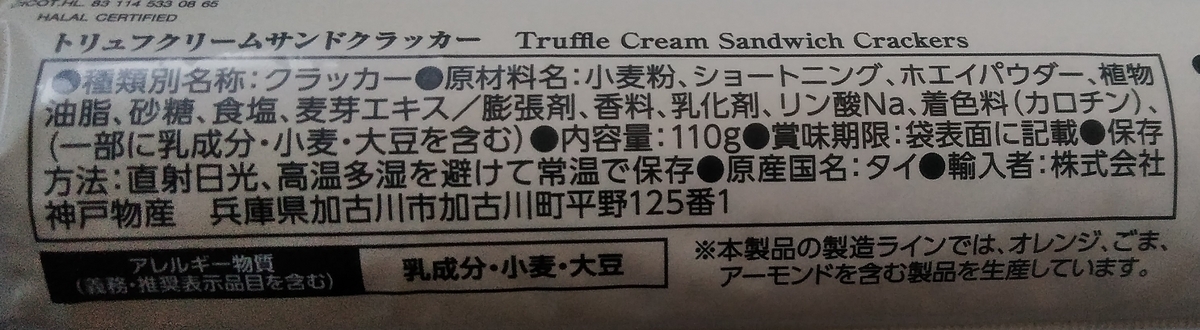 CICOT.HL. 83 114 533 08 65
HALAL CERTIFIED
トリュフクリームサンドクラッカー Truffle Cream Sandwich Crackers
●種類別名称:クラッカー●原材料名:小麦粉、ショートニング、ホエイパウダー、植物
油脂、砂糖、食塩、麦芽エキス／膨張剤、香料、乳化剤、リン酸Na、着色料(カロチン)、
(一部に乳成分・小麦・大豆を含む)●内容量:110g●賞味期限:袋表面に記載●保存
方法:直射日光、高温多湿を避けて常温で保存●原産国名:タイ●輸入者:株式会社
神戸物産 兵庫県加古川市加古川町平野125番1
アレルギー物質
(義務・推奨表示品目を含む)
乳成分・小麦・大豆
※本製品の製造ラインでは、オレンジ、ごま、
アーモンドを含む製品を生産しています。